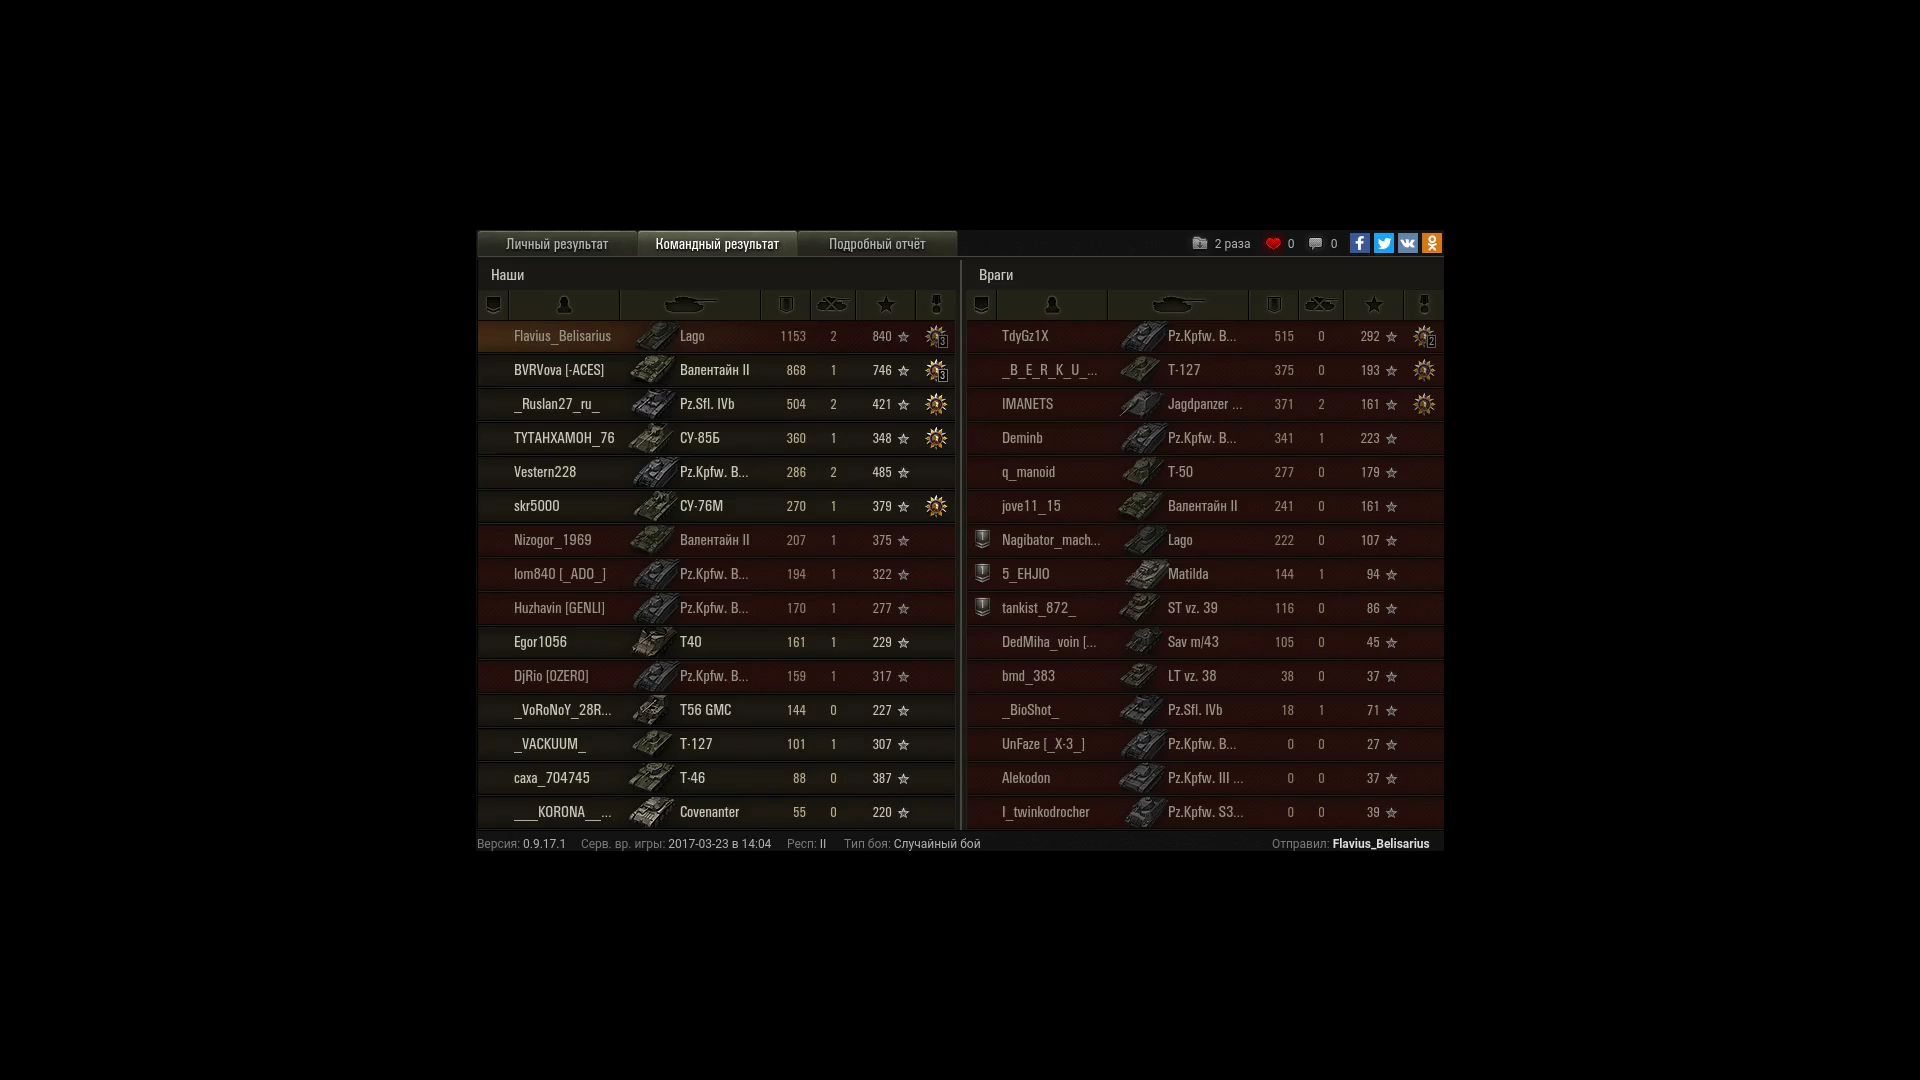 Личный результат Командный результат Подробный отчёт 2 раза 0 0
Наши Враги
Flavius_Belisarius Lago 1153 2 840 3 TdyGz1X Pz.Kpfw. B... 515 0 292 2
BVRVova [-ACES] Валентайн II 868 1 746 3 _B_E_R_K_U_... T-127 375 0 193
_Ruslan27_ru_ Pz.Sfl. IVb 504 2 421 IMANETS Jagdpanzer ... 371 2 161
TYTAHXAMOH_76 СУ-85Б 360 1 348 Deminb Pz.Kpfw. B... 341 1 223
Vestern228 Pz.Kpfw. B... 286 2 485 q_manoid T-50 277 0 179
skr5000 СУ-76М 270 1 379 jove11_15 Валентайн II 241 0 161
Nizogor_1969 Валентайн II 207 1 375 Nagibator_mach... Lago 222 0 107
lom840 [_ADO_] Pz.Kpfw. B... 194 1 322 5_EHJIO Matilda 144 1 94
Huzhavin [GENLI] Pz.Kpfw. B... 170 1 277 tankist_872_ ST vz. 39 116 0 86
Egor1056 T40 161 1 229 DedMiha_voin [... Sav m/43 105 0 45
DjRio [OZERO] Pz.Kpfw. B... 159 1 317 bmd_383 LT vz. 38 38 0 37
_VoRoNoY_28R... T56 GMC 144 0 227 _BioShot_ Pz.Sfl. IVb 18 1 71
_VACKUUM_ T-127 101 1 307 UnFaze [_X-3_] Pz.Kpfw. B... 0 0 27
caxa_704745 T-46 88 0 387 Alekodon Pz.Kpfw. III ... 0 0 37
___KORONA__... Covenanter 55 0 220 I_twinkodrocher Pz.Kpfw. S3... 0 0 39
Версия: 0.9.17.1 Серв. вр. игры: 2017-03-23 в 14:04 Респ: II Тип боя: Случайный бой Отправил: Flavius_Belisarius